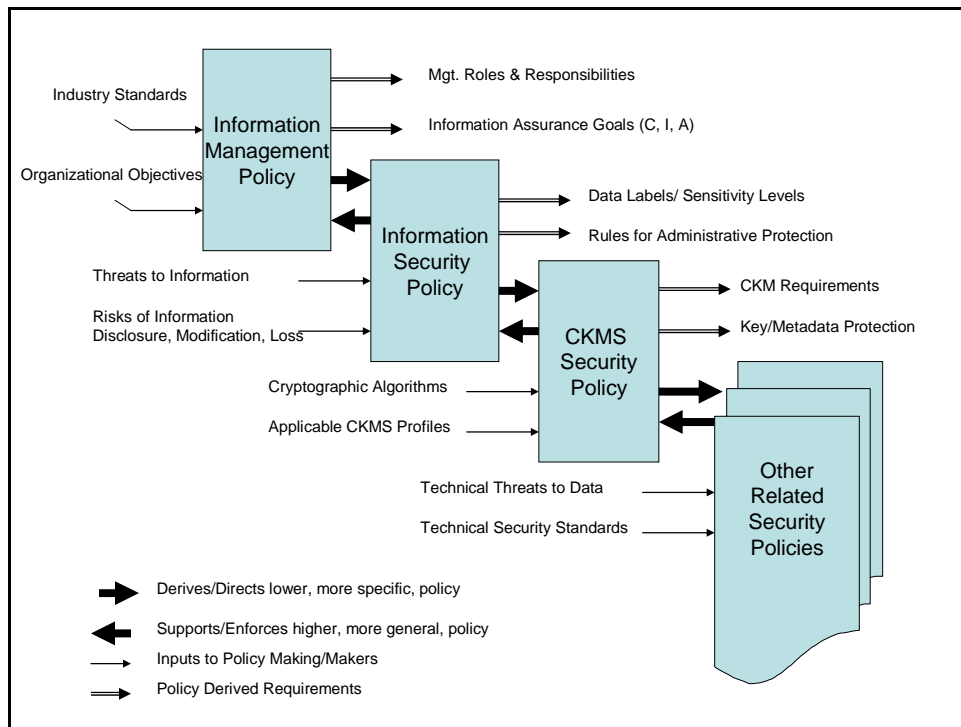 Mgt. Roles & Responsibilities
Industry Standards
Information
Management
Policy
Information Assurance Goals (C, I, A)
Organizational Objectives
Data Labels/ Sensitivity Levels
Information
Security
Policy
Rules for Administrative Protection
Threats to Information
CKM Requirements
Risks of Information
Disclosure, Modification, Loss
CKMS
Security
Policy
Key/Metadata Protection
Cryptographic Algorithms
Applicable CKMS Profiles
Other
Related
Security
Policies
Technical Threats to Data
Technical Security Standards
Derives/Directs lower, more specific, policy
Supports/Enforces higher, more general, policy
Inputs to Policy Making/Makers
Policy Derived Requirements